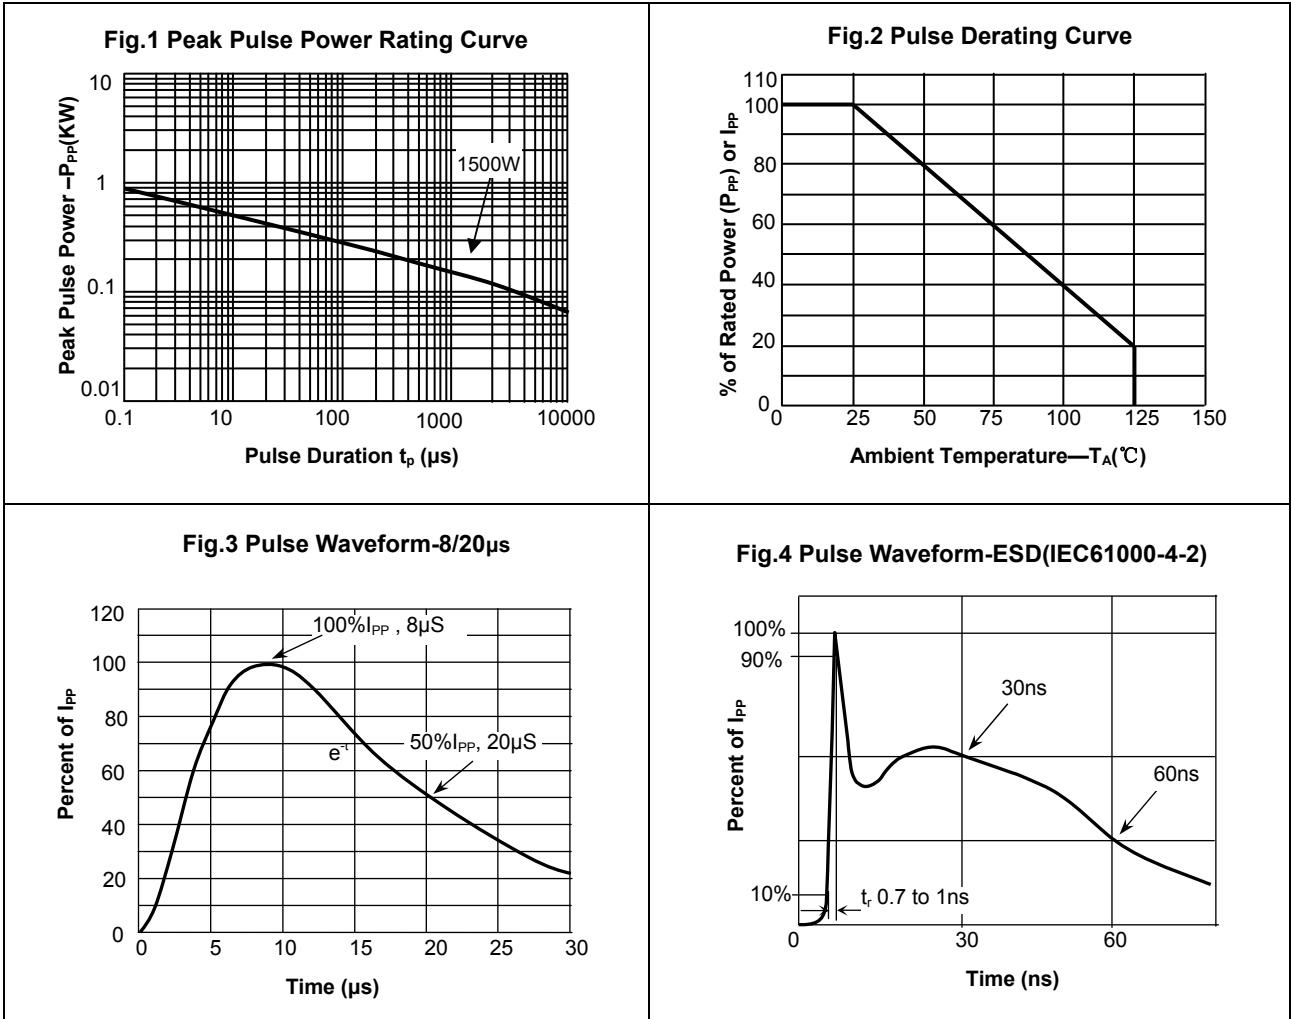 Fig.1 Peak Pulse Power Rating Curve
Peak Pulse Power –PPP(KW)
10
1
0.1
0.01
1500W
0.1
10
100
1000
10000
Pulse Duration tp (µs)
Fig.2 Pulse Derating Curve
% of Rated Power (PPP) or IPP
110
100
80
60
40
20
0
0
25
50
75
100
125
150
Ambient Temperature—TA(℃)
Fig.3 Pulse Waveform-8/20µs
Percent of IPP
120
100
80
60
40
20
0
100%IPP , 8µS
e-t
50%IPP, 20µS
0
5
10
15
20
25
30
Time (µs)
Fig.4 Pulse Waveform-ESD(IEC61000-4-2)
Percent of IPP
100%
90%
10%
30ns
60ns
tr 0.7 to 1ns
0
30
60
Time (ns)